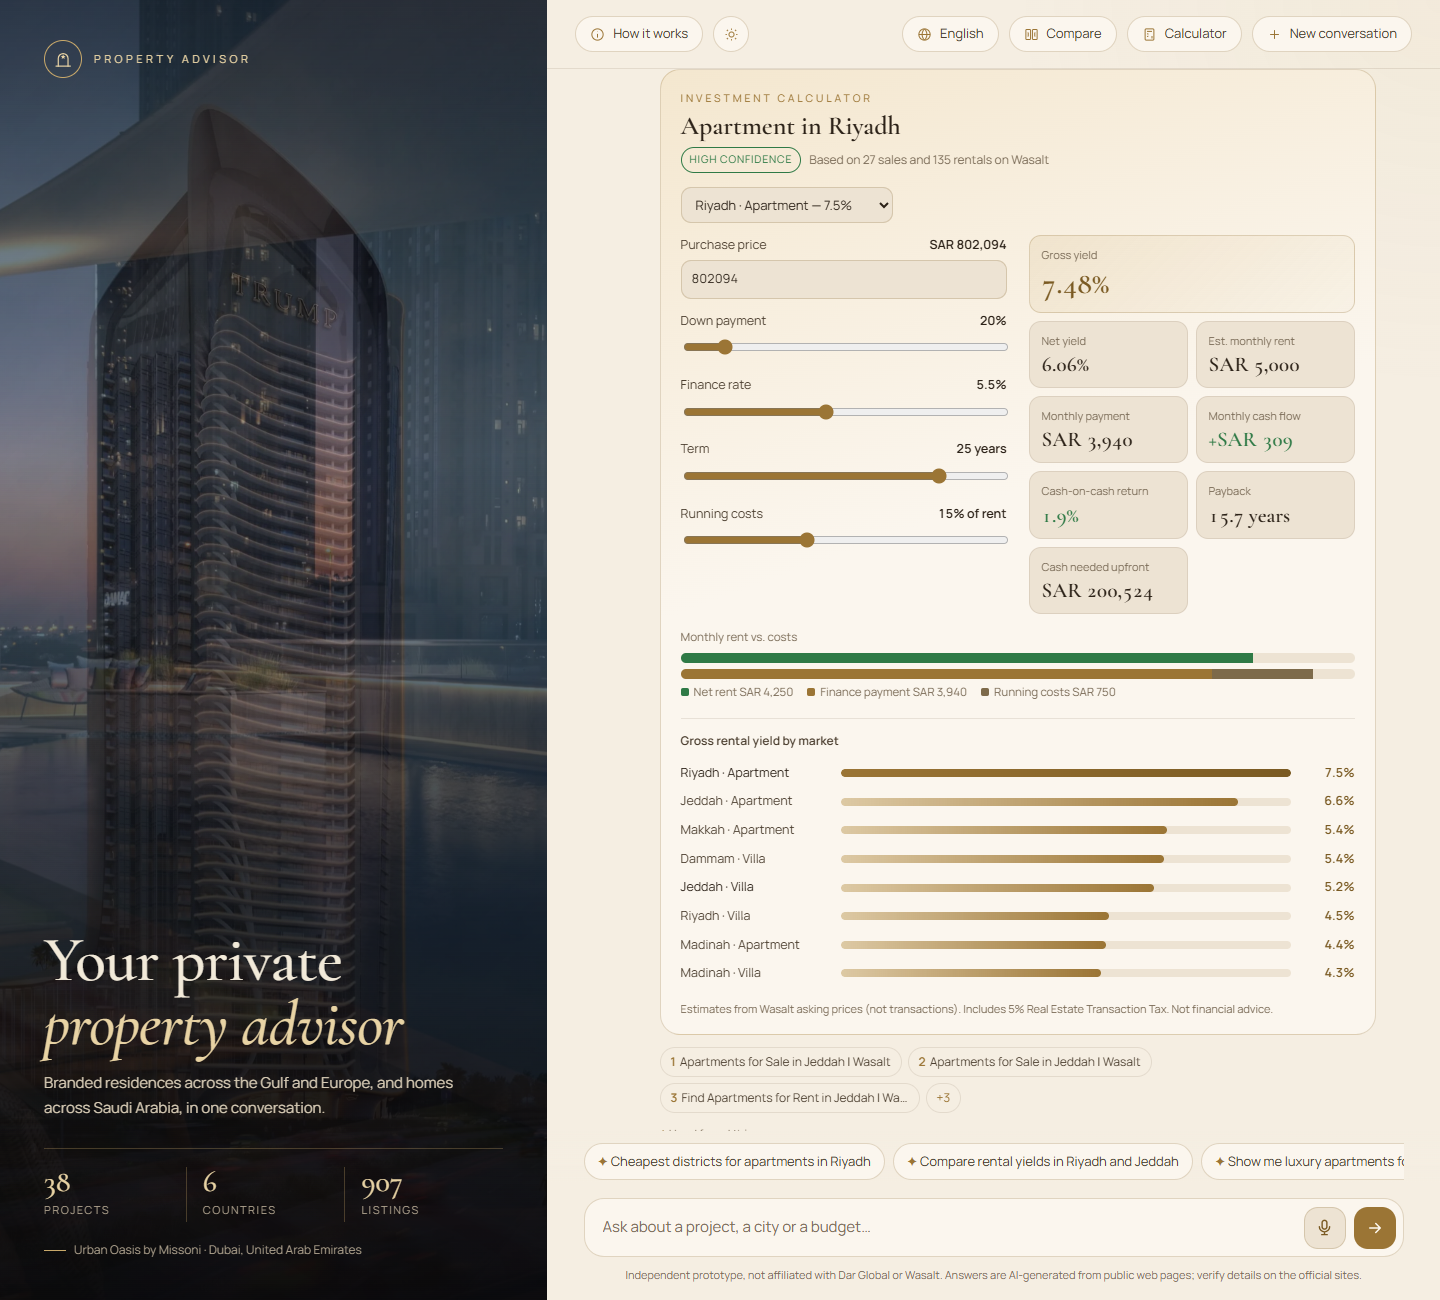 PROPERTY ADVISOR
TRUMP
DAMAC
Your private
property advisor
Branded residences across the Gulf and Europe, and homes
across Saudi Arabia, in one conversation.
38
PROJECTS
6
COUNTRIES
907
LISTINGS
Urban Oasis by Missoni · Dubai, United Arab Emirates
How it works
English
Compare
Calculator
New conversation
INVESTMENT CALCULATOR
Apartment in Riyadh
HIGH CONFIDENCE Based on 27 sales and 135 rentals on Wasalt
Riyadh · Apartment — 7.5%
Purchase price SAR 802,094
802094
Down payment 20%
Finance rate 5.5%
Term 25 years
Running costs 15% of rent
Gross yield
7.48%
Net yield
6.06%
Est. monthly rent
SAR 5,000
Monthly payment
SAR 3,940
Monthly cash flow
+SAR 309
Cash-on-cash return
1.9%
Payback
15.7 years
Cash needed upfront
SAR 200,524
Monthly rent vs. costs
Net rent SAR 4,250 Finance payment SAR 3,940 Running costs SAR 750
Gross rental yield by market
Riyadh · Apartment 7.5%
Jeddah · Apartment 6.6%
Makkah · Apartment 5.4%
Dammam · Villa 5.4%
Jeddah · Villa 5.2%
Riyadh · Villa 4.5%
Madinah · Apartment 4.4%
Madinah · Villa 4.3%
Estimates from Wasalt asking prices (not transactions). Includes 5% Real Estate Transaction Tax. Not financial advice.
1 Apartments for Sale in Jeddah | Wasalt
2 Apartments for Sale in Jeddah | Wasalt
3 Find Apartments for Rent in Jeddah | Wa...
+3
Cheapest districts for apartments in Riyadh
Compare rental yields in Riyadh and Jeddah
Show me luxury apartments fo
Ask about a project, a city or a budget...
Independent prototype, not affiliated with Dar Global or Wasalt. Answers are AI-generated from public web pages; verify details on the official sites.